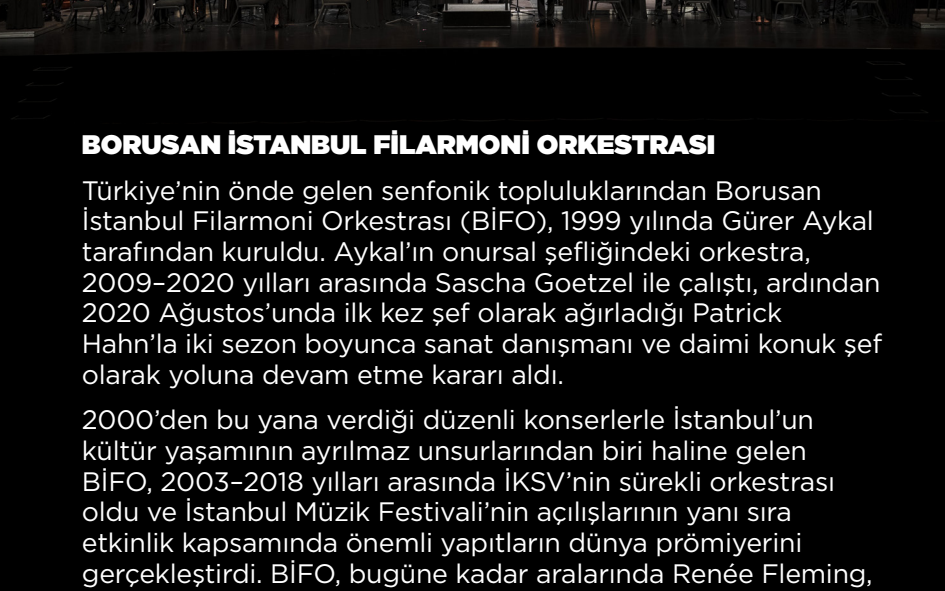 BORUSAN İSTANBUL FİLARMONİ ORKESTRASI
Türkiye’nin önde gelen senfonik topluluklarından Borusan
İstanbul Filarmoni Orkestrası (BİFO), 1999 yılında Gürer Aykal
tarafından kuruldu. Aykal’ın onursal şefliğindeki orkestra,
2009–2020 yılları arasında Sascha Goetzel ile çalıştı, ardından
2020 Ağustos’unda ilk kez şef olarak ağırladığı Patrick
Hahn’la iki sezon boyunca sanat danışmanı ve daimi konuk şef
olarak yoluna devam etme kararı aldı.
2000’den bu yana verdiği düzenli konserlerle İstanbul’un
kültür yaşamının ayrılmaz unsurlarından biri haline gelen
BİFO, 2003–2018 yılları arasında İKSV’nin sürekli orkestrası
oldu ve İstanbul Müzik Festivali’nin açılışlarının yanı sıra
etkinlik kapsamında önemli yapıtların dünya prömiyerini
gerçekleştirdi. BİFO, bugüne kadar aralarında Renée Fleming,